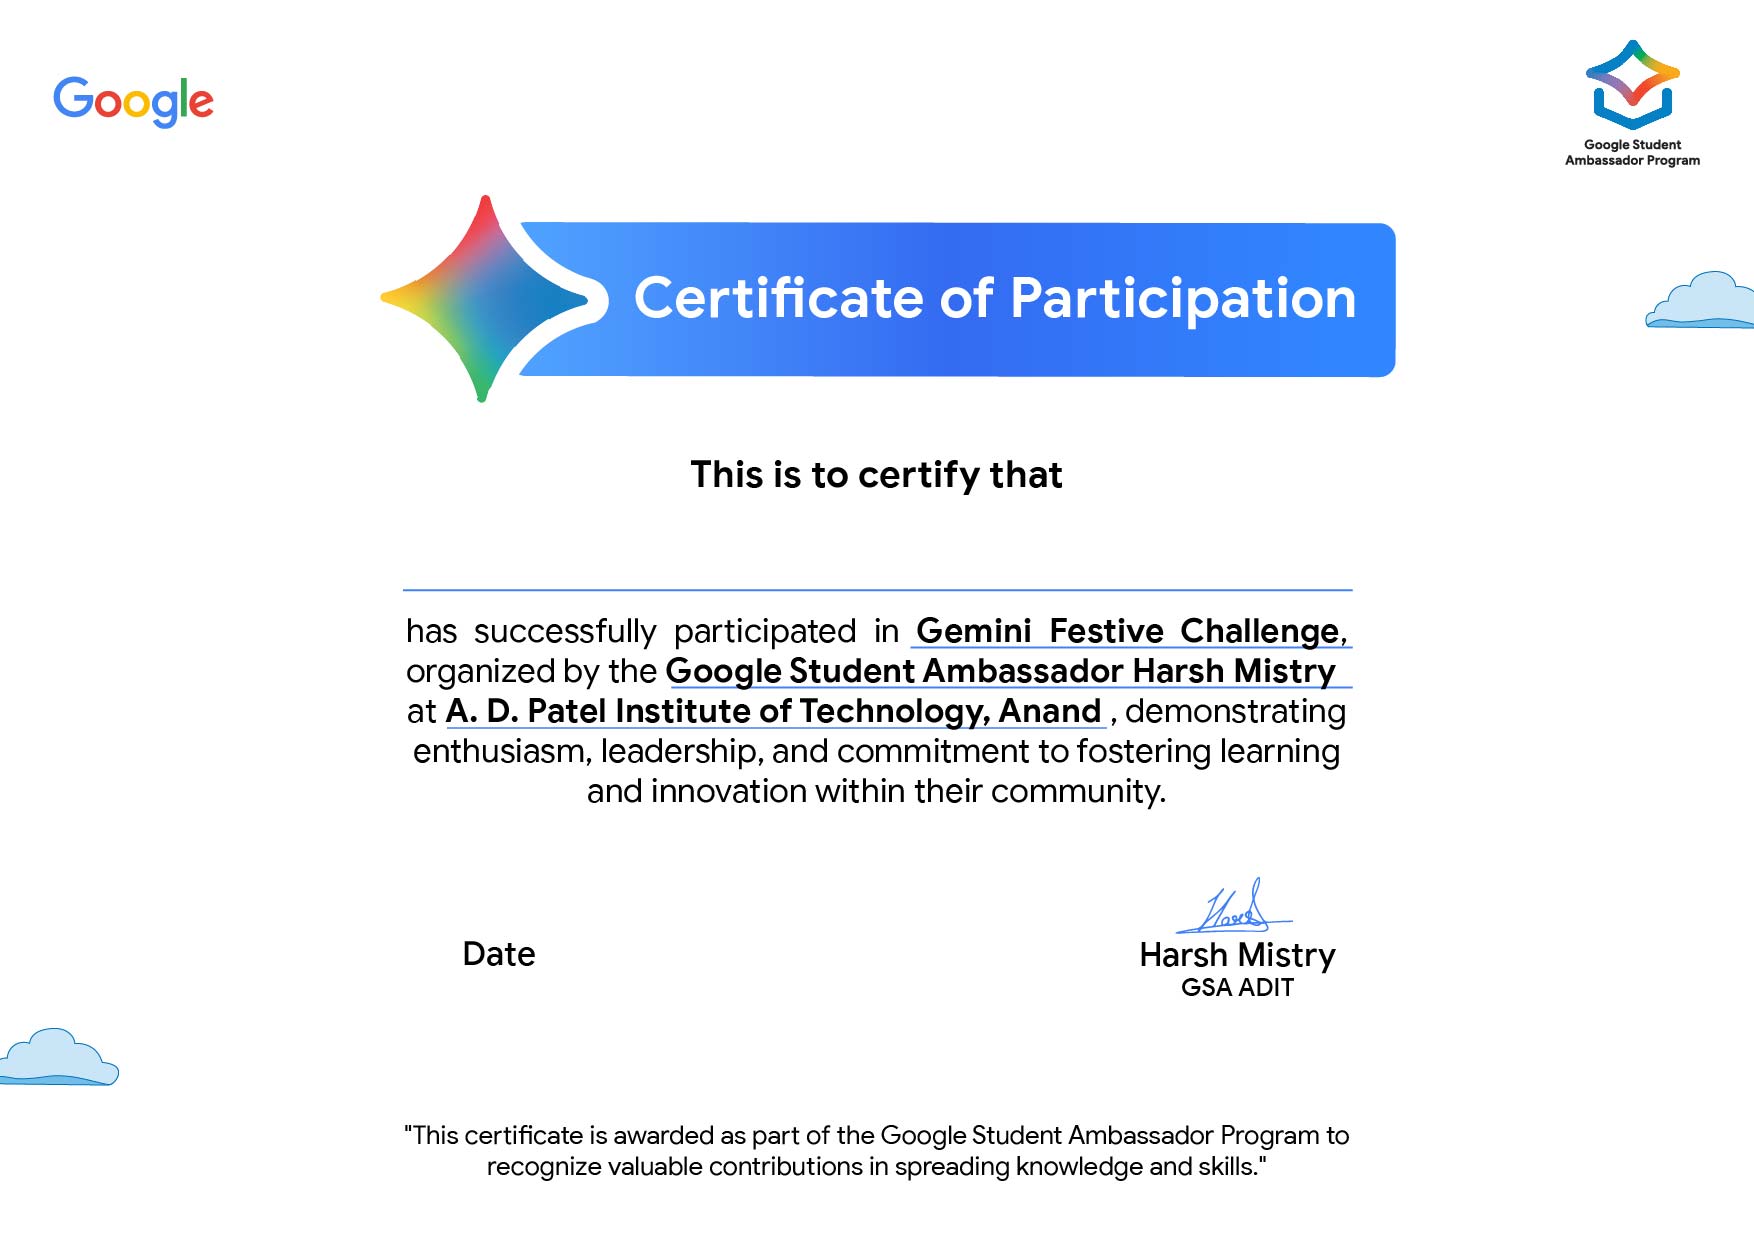 Google
Google Student
Ambassador Program
Certificate of Participation
This is to certify that
has successfully participated in Gemini Festive Challenge,
organized by the Google Student Ambassador Harsh Mistry
at A. D. Patel Institute of Technology, Anand , demonstrating
enthusiasm, leadership, and commitment to fostering learning
and innovation within their community.
Harsh
Date
Harsh Mistry
GSA ADIT
"This certificate is awarded as part of the Google Student Ambassador Program to
recognize valuable contributions in spreading knowledge and skills."